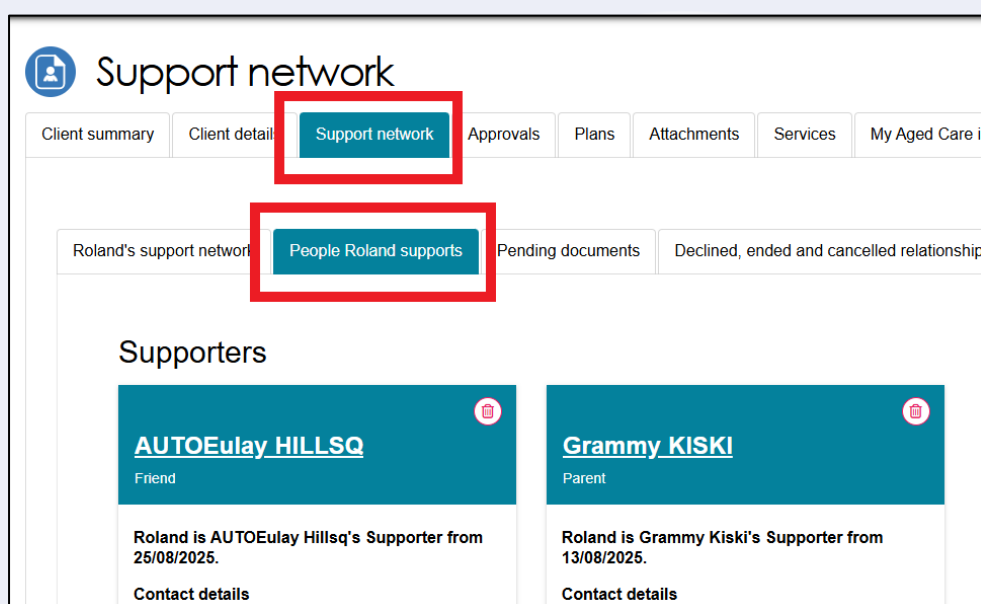 Support network
Client summary Client detail Support network Approvals Plans Attachments Services My Aged Care i
Roland's support network People Roland supports Pending documents Declined, ended and cancelled relationship
Supporters
AUTOEulay HILLSQ
Friend
Roland is AUTOEulay Hillsq's Supporter from
25/08/2025.
Contact details
Grammy KISKI
Parent
Roland is Grammy Kiski's Supporter from
13/08/2025.
Contact details